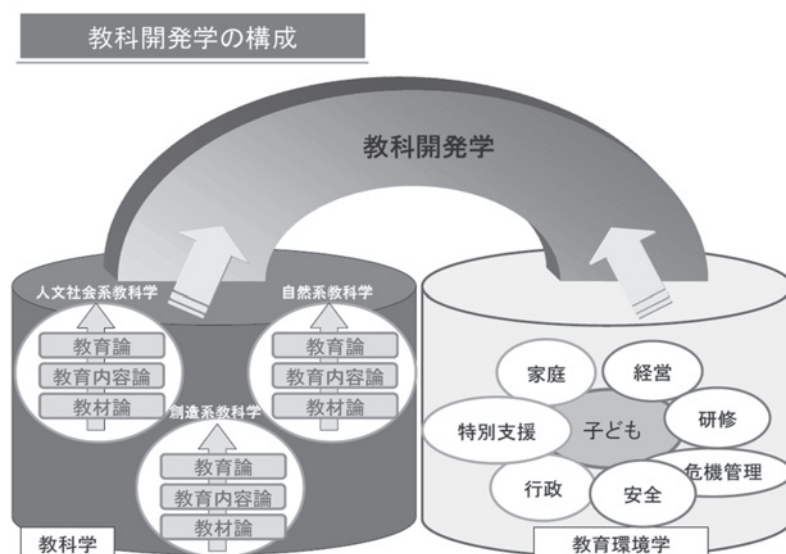 教科開発学の構成
教科開発学
人文社会系教科学
自然系教科学
教育論
教育内容論
教材論
教育論
教育内容論
教材論
創造系教科学
教育論
教育内容論
教材論
教科学
家庭
経営
特別支援
子ども
研修
行政
安全
危機管理
教育環境学